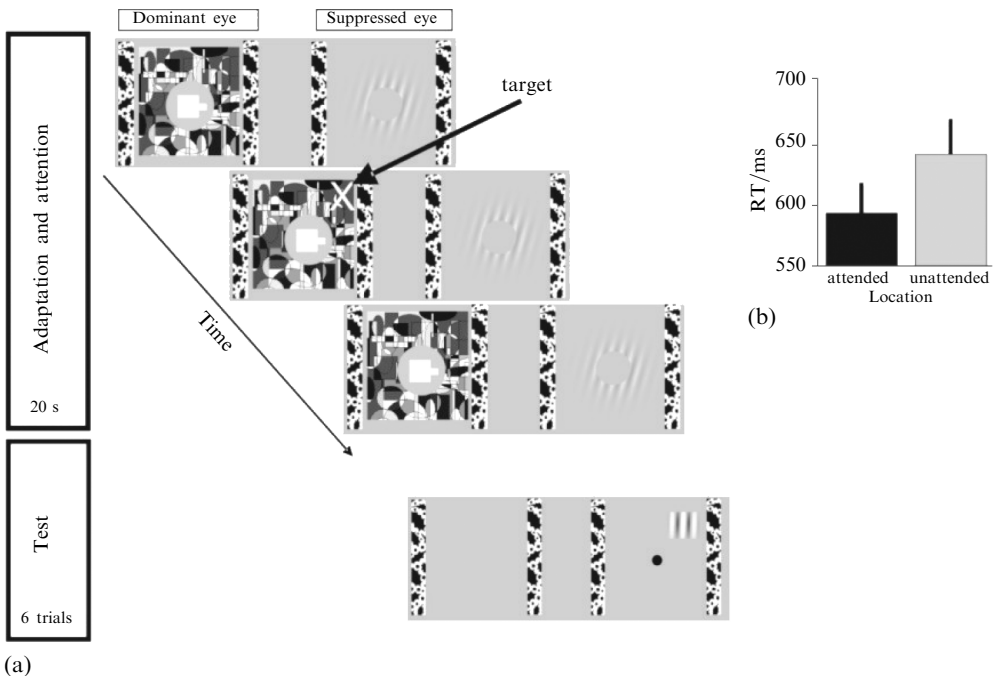 Dominant eye
Suppressed eye
target
Adaptation and attention
20 s
Time
Test
6 trials
(a)
700
650
600
550
RT/ms
attended
unattended
Location
(b)